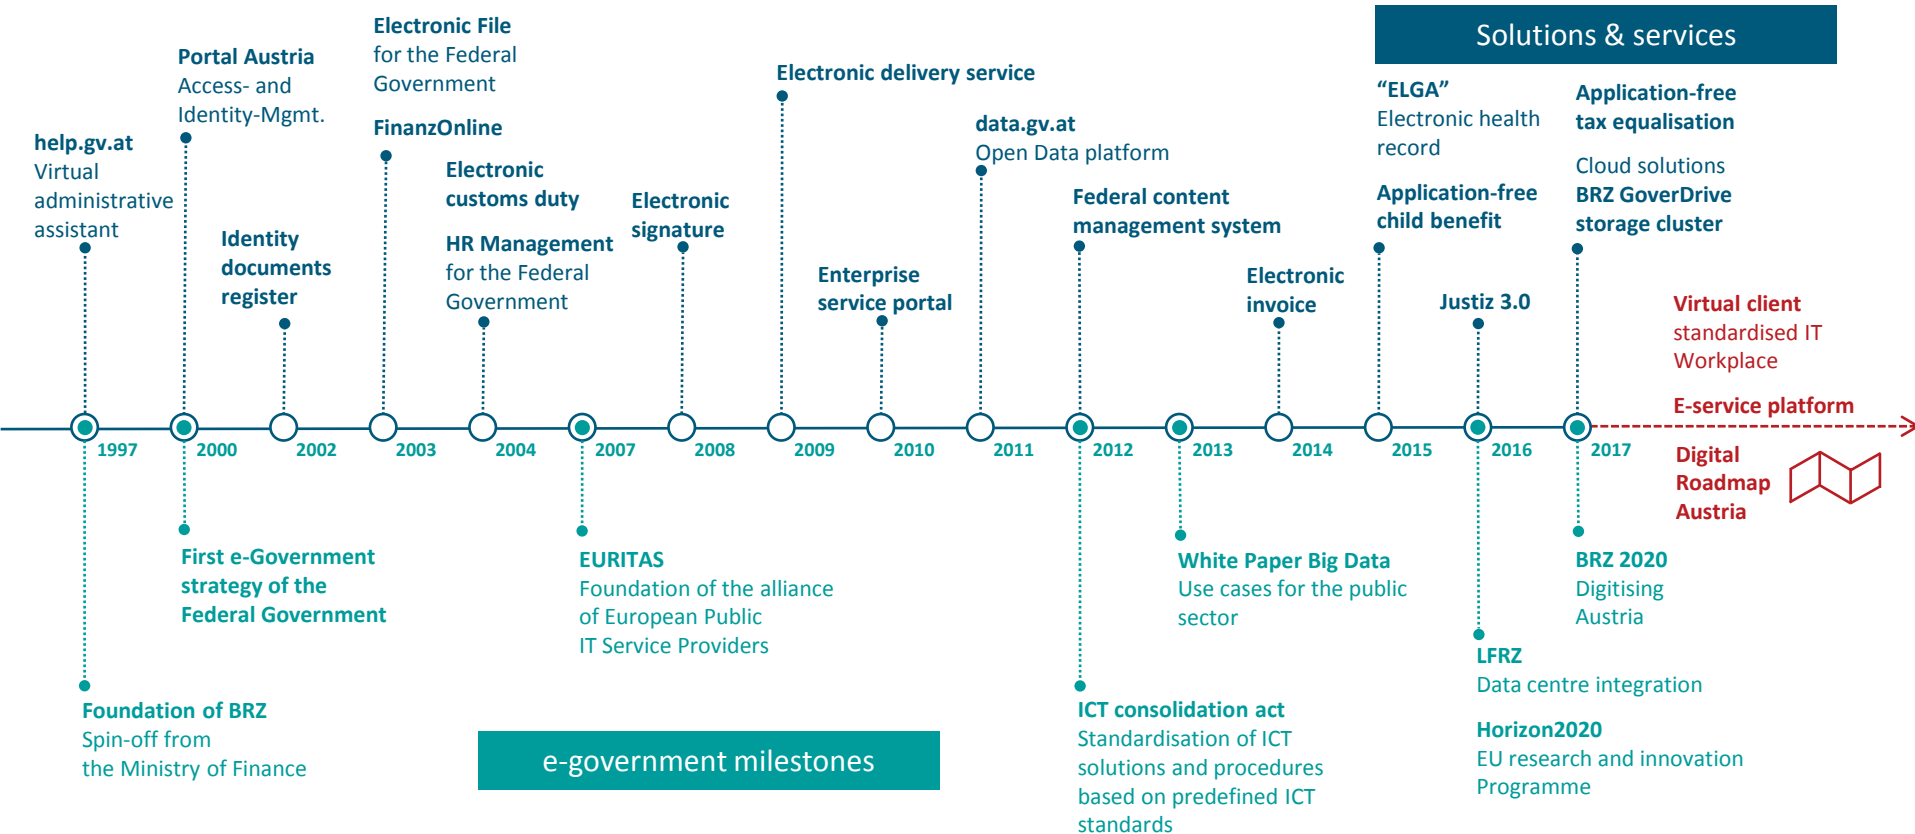 Solutions & services
help.gv.at
Virtual
administrative
assistant
Portal Austria
Access- and
Identity-Mgmt.
Identity
documents
register
Electronic File
for the Federal
Government
FinanzOnline
Electronic
customs duty
HR Management
for the Federal
Government
Electronic
signature
Electronic delivery service
Enterprise
service portal
data.gv.at
Open Data platform
Federal content
management system
Electronic
invoice
“ELGA”
Electronic health
record
Application-free
child benefit
Justiz 3.0
Application-free
tax equalisation
Cloud solutions
BRZ GoverDrive
storage cluster
Virtual client
standardised IT
Workplace
E-service platform
1997
2000
2002
2003
2004
2007
2008
2009
2010
2011
2012
2013
2014
2015
2016
2017
Digital
Roadmap
Austria
Foundation of BRZ
Spin-off from
the Ministry of Finance
First e-Government
strategy of the
Federal Government
EURITAS
Foundation of the alliance
of European Public
IT Service Providers
ICT consolidation act
Standardisation of ICT
solutions and procedures
based on predefined ICT
standards
White Paper Big Data
Use cases for the public
sector
LFRZ
Data centre integration
Horizon2020
EU research and innovation
Programme
BRZ 2020
Digitising
Austria
e-government milestones